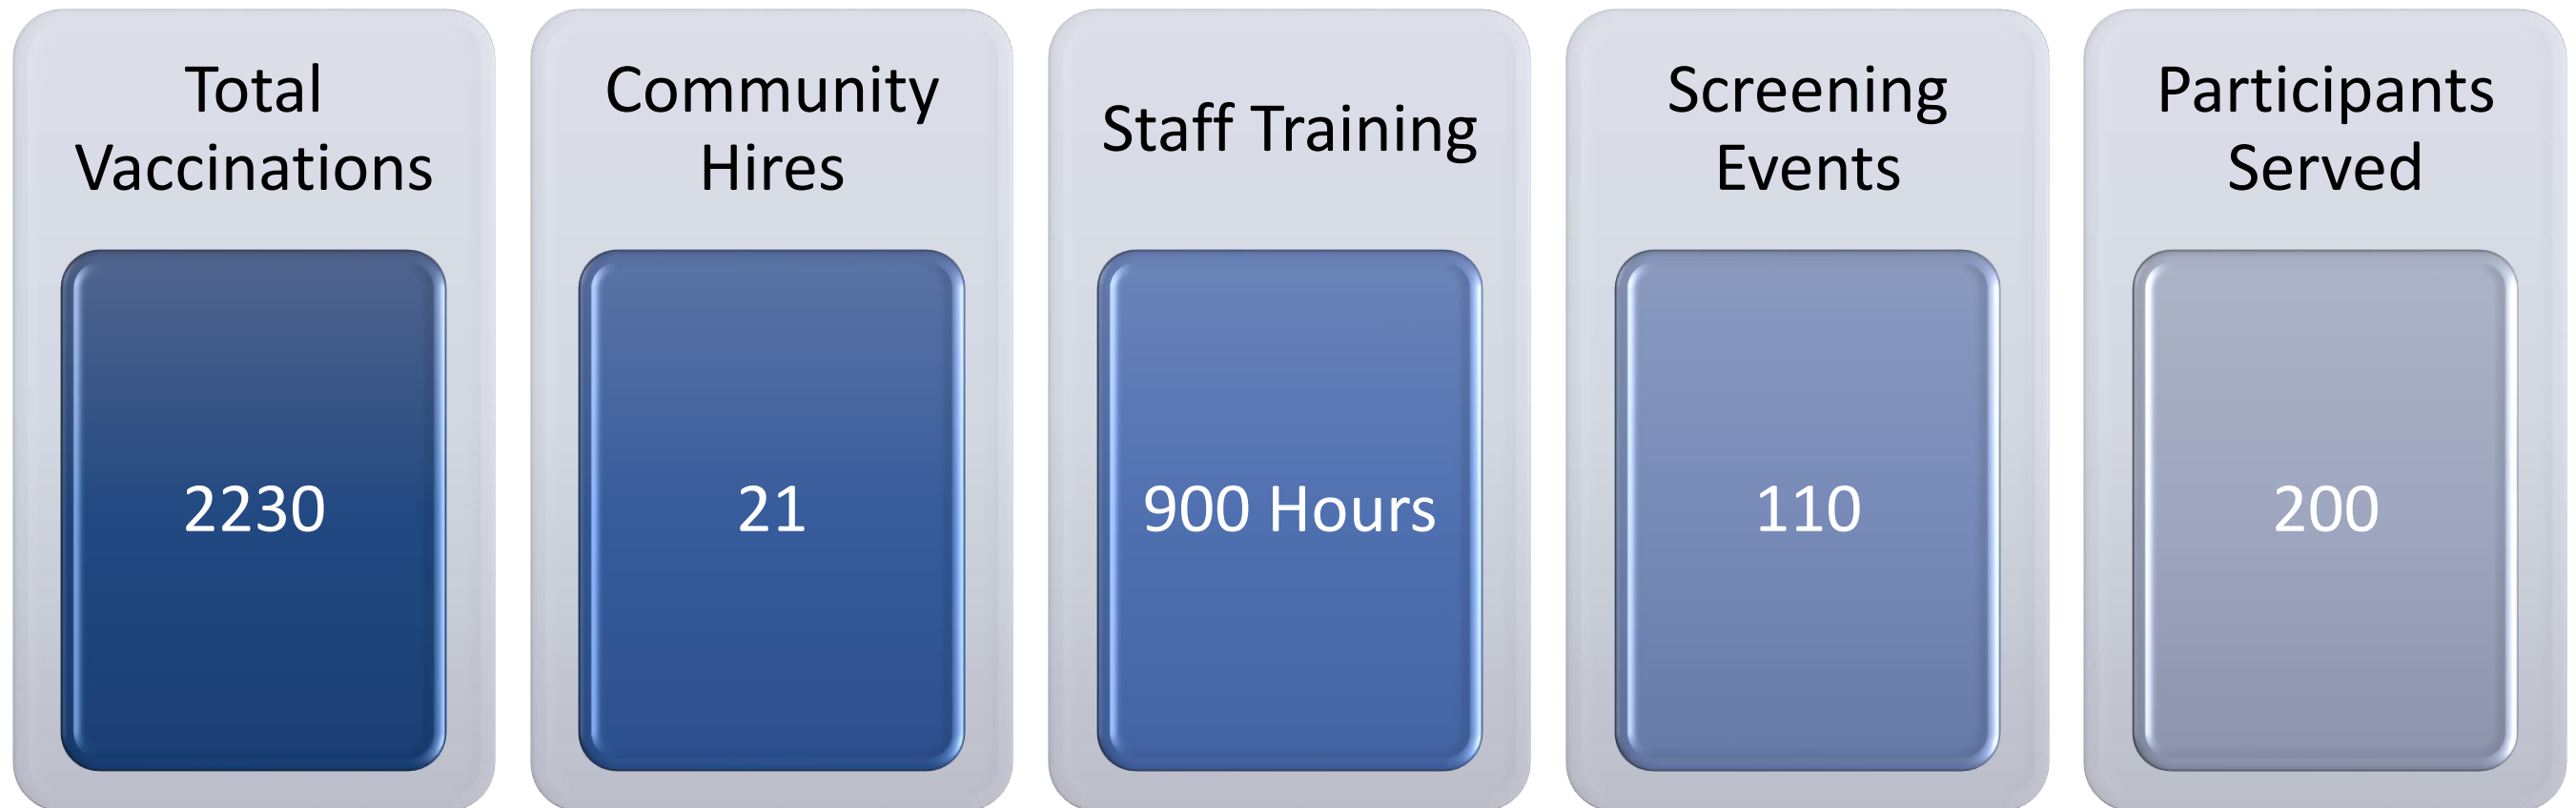 Total
Vaccinations
2230
Community
Hires
21
Staff Training
900 Hours
Screening
Events
110
Participants
Served
200